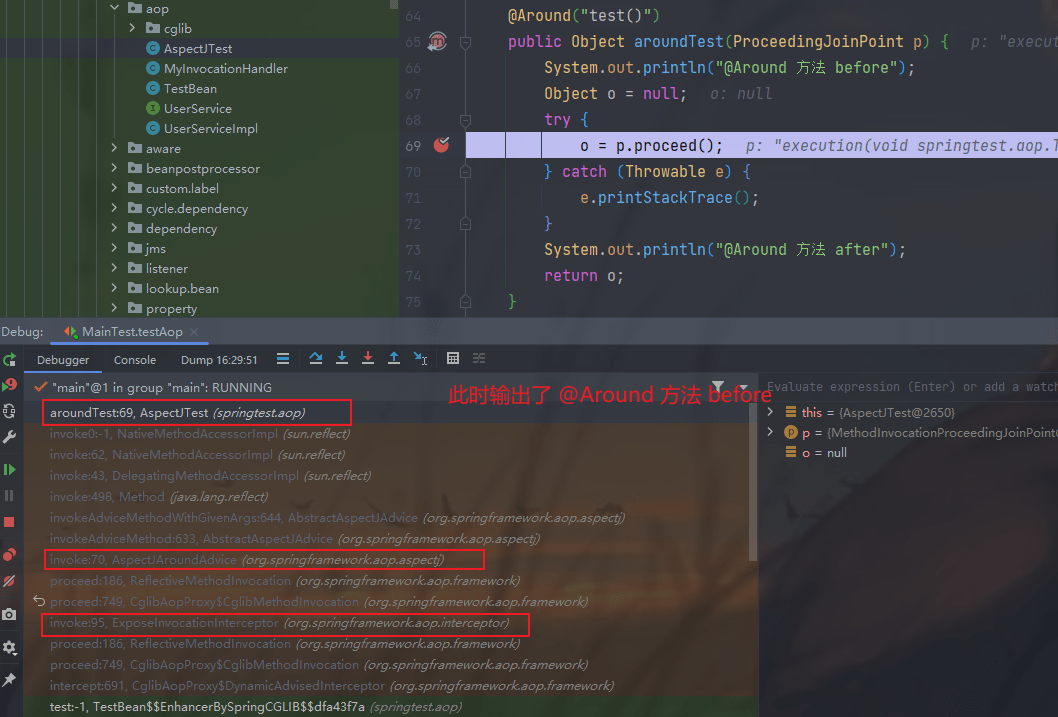 aop
cglib
AspectJTest
MyInvocationHandler
TestBean
UserService
UserServiceImpl
aware
beanpostprocessor
custom.label
cycle.dependency
dependency
jms
listener
lookup.bean
property
64 @Around("test()")
65 public Object aroundTest(ProceedingJoinPoint p) { p: "execut
66 System.out.println("@Around 方法 before");
67 Object o = null; o: null
68 try {
69 o = p.proceed(); p: "execution(void springtest.aop.T
70 } catch (Throwable e) {
71 e.printStackTrace();
72 }
73 System.out.println("@Around 方法 after");
74 return o;
75 }
Debug: MainTest.testAop
Debugger Console Dump 16:29:51
"main"@1 in group "main": RUNNING
此时输出了 @Around 方法 before
aroundTest:69, AspectJTest (springtest.aop)
invoke0:-1, NativeMethodAccessorImpl (sun.reflect)
invoke:62, NativeMethodAccessorImpl (sun.reflect)
invoke:43, DelegatingMethodAccessorImpl (sun.reflect)
invoke:498, Method (java.lang.reflect)
invokeAdviceMethodWithGivenArgs:644, AbstractAspectJAdvice (org.springframework.aop.aspectj)
invokeAdviceMethod:633, AbstractAspectJAdvice (org.springframework.aop.aspectj)
invoke:70, AspectJAroundAdvice (org.springframework.aop.aspectj)
proceed:186, ReflectiveMethodInvocation (org.springframework.aop.framework)
proceed:749, CglibAopProxy$CglibMethodInvocation (org.springframework.aop.framework)
invoke:95, ExposeInvocationInterceptor (org.springframework.aop.interceptor)
proceed:186, ReflectiveMethodInvocation (org.springframework.aop.framework)
proceed:749, CglibAopProxy$CglibMethodInvocation (org.springframework.aop.framework)
intercept:691, CglibAopProxy$DynamicAdvisedInterceptor (org.springframework.aop.framework)
test:-1, TestBean$$EnhancerBySpringCGLIB$$dfa43f7a (springtest.aop)
Evaluate expression (Enter) or add a watch
this = {AspectJTest@2650}
p = {MethodInvocationProceedingJoinPoint
o = null